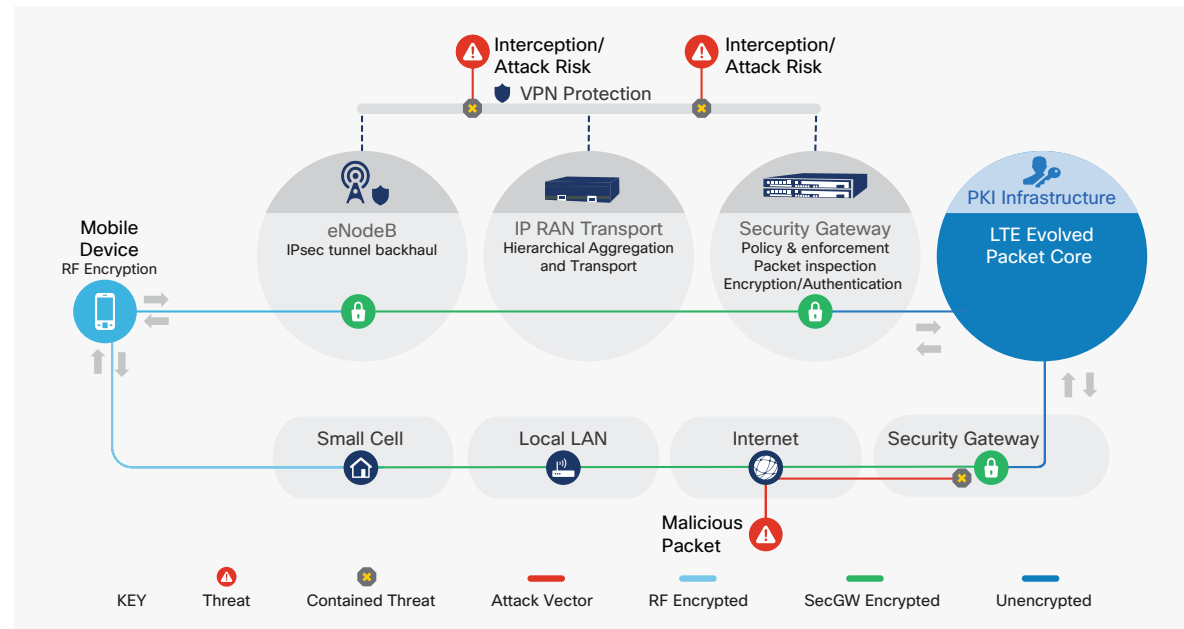 Interception/
Attack Risk
Interception/
Attack Risk
VPN Protection
Mobile
Device
RF Encryption
eNodeB
IPsec tunnel backhaul
IP RAN Transport
Hierarchical Aggregation
and Transport
Security Gateway
Policy & enforcement
Packet inspection
Encryption/Authentication
PKI Infrastructure
LTE Evolved
Packet Core
Small Cell
Local LAN
Internet
Security Gateway
Malicious
Packet
KEY
Threat
Contained Threat
Attack Vector
RF Encrypted
SecGW Encrypted
Unencrypted